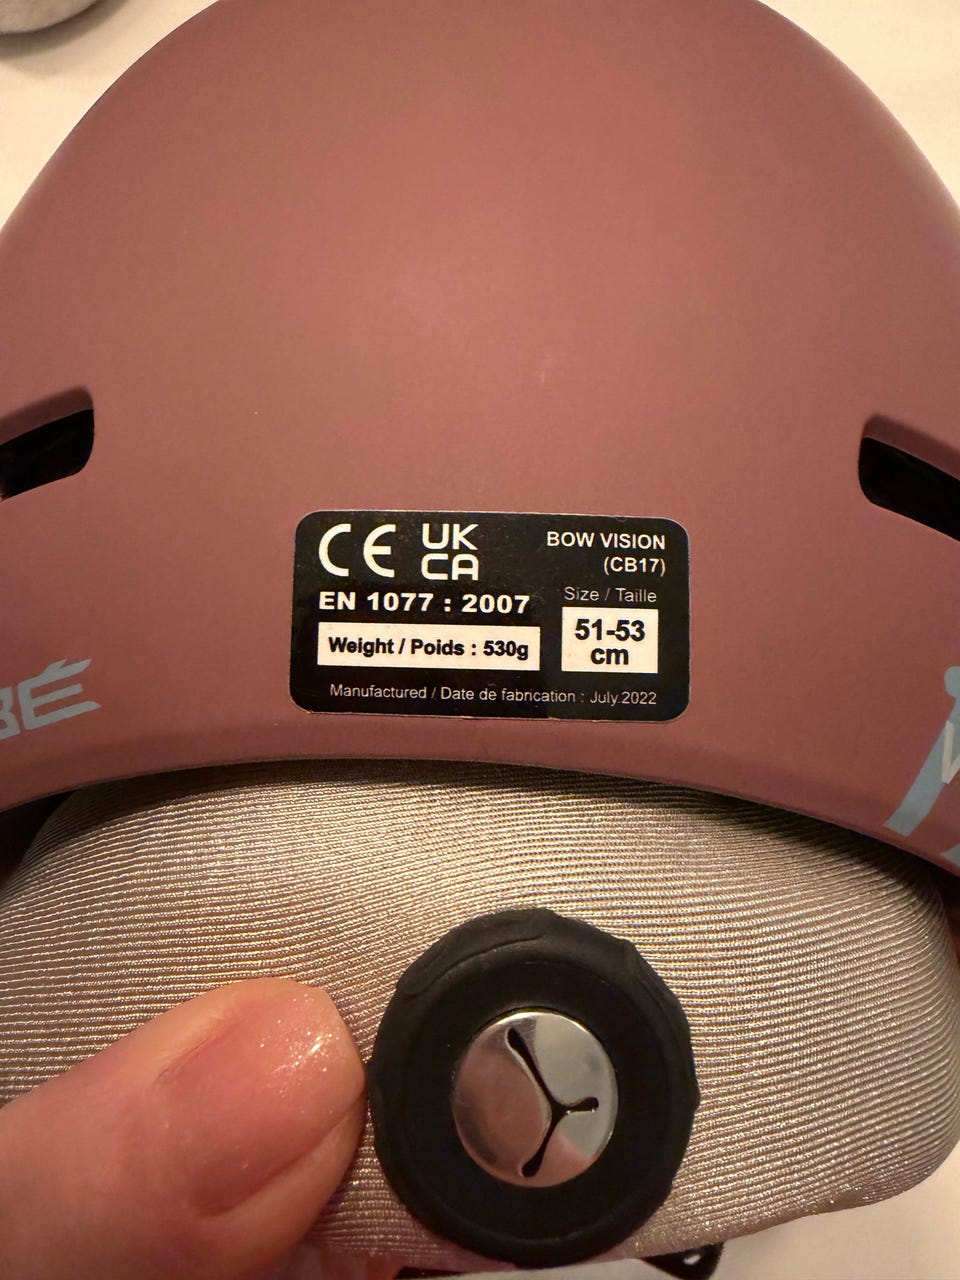 CE UK CA
BOW VISION
(CB17)
EN 1077 : 2007
Size / Taille
Weight / Poids : 530g
51-53
cm
Manufactured / Date de fabrication : July.2022
BÉ